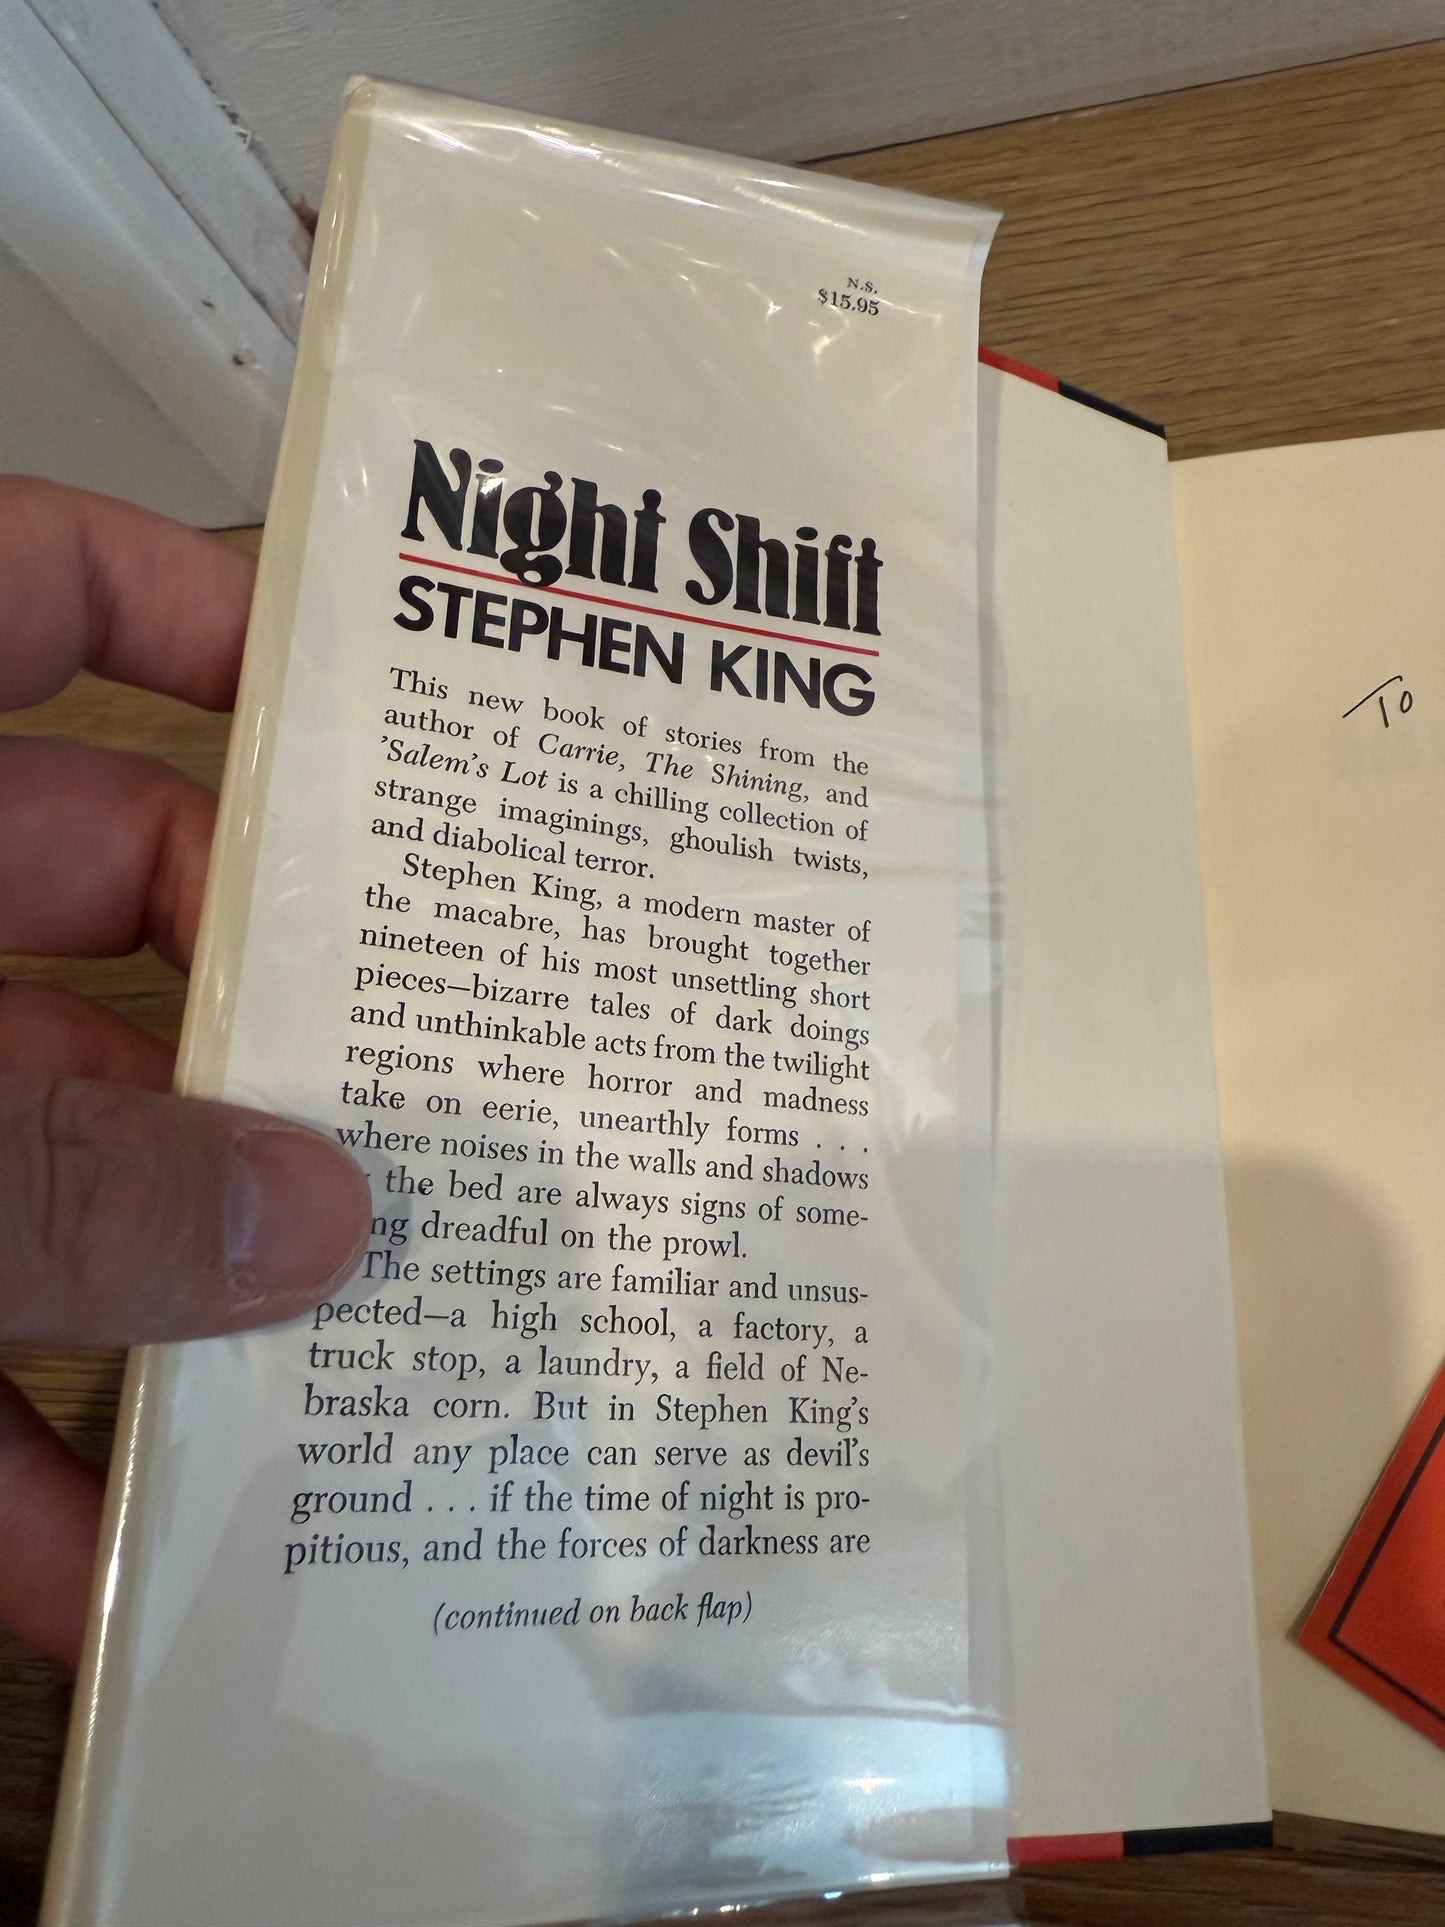 N.S.
$15.95
Night Shift
STEPHEN KING
This new book of stories from the
author of Carrie, The Shining, and
'Salem's Lot is a chilling collection of
strange imaginings, ghoulish twists,
and diabolical terror.
Stephen King, a modern master of
the macabre, has brought together
nineteen of his most unsettling short
pieces—bizarre tales of dark doings
and unthinkable acts from the twilight
regions where horror and madness
take on eerie, unearthly forms . . .
where noises in the walls and shadows
the bed are always signs of some-
ng dreadful on the prowl.
The settings are familiar and unsus-
pected—a high school, a factory, a
truck stop, a laundry, a field of Ne-
braska corn. But in Stephen King's
world any place can serve as devil's
ground . . . if the time of night is pro-
pitious, and the forces of darkness are
(continued on back flap)
To